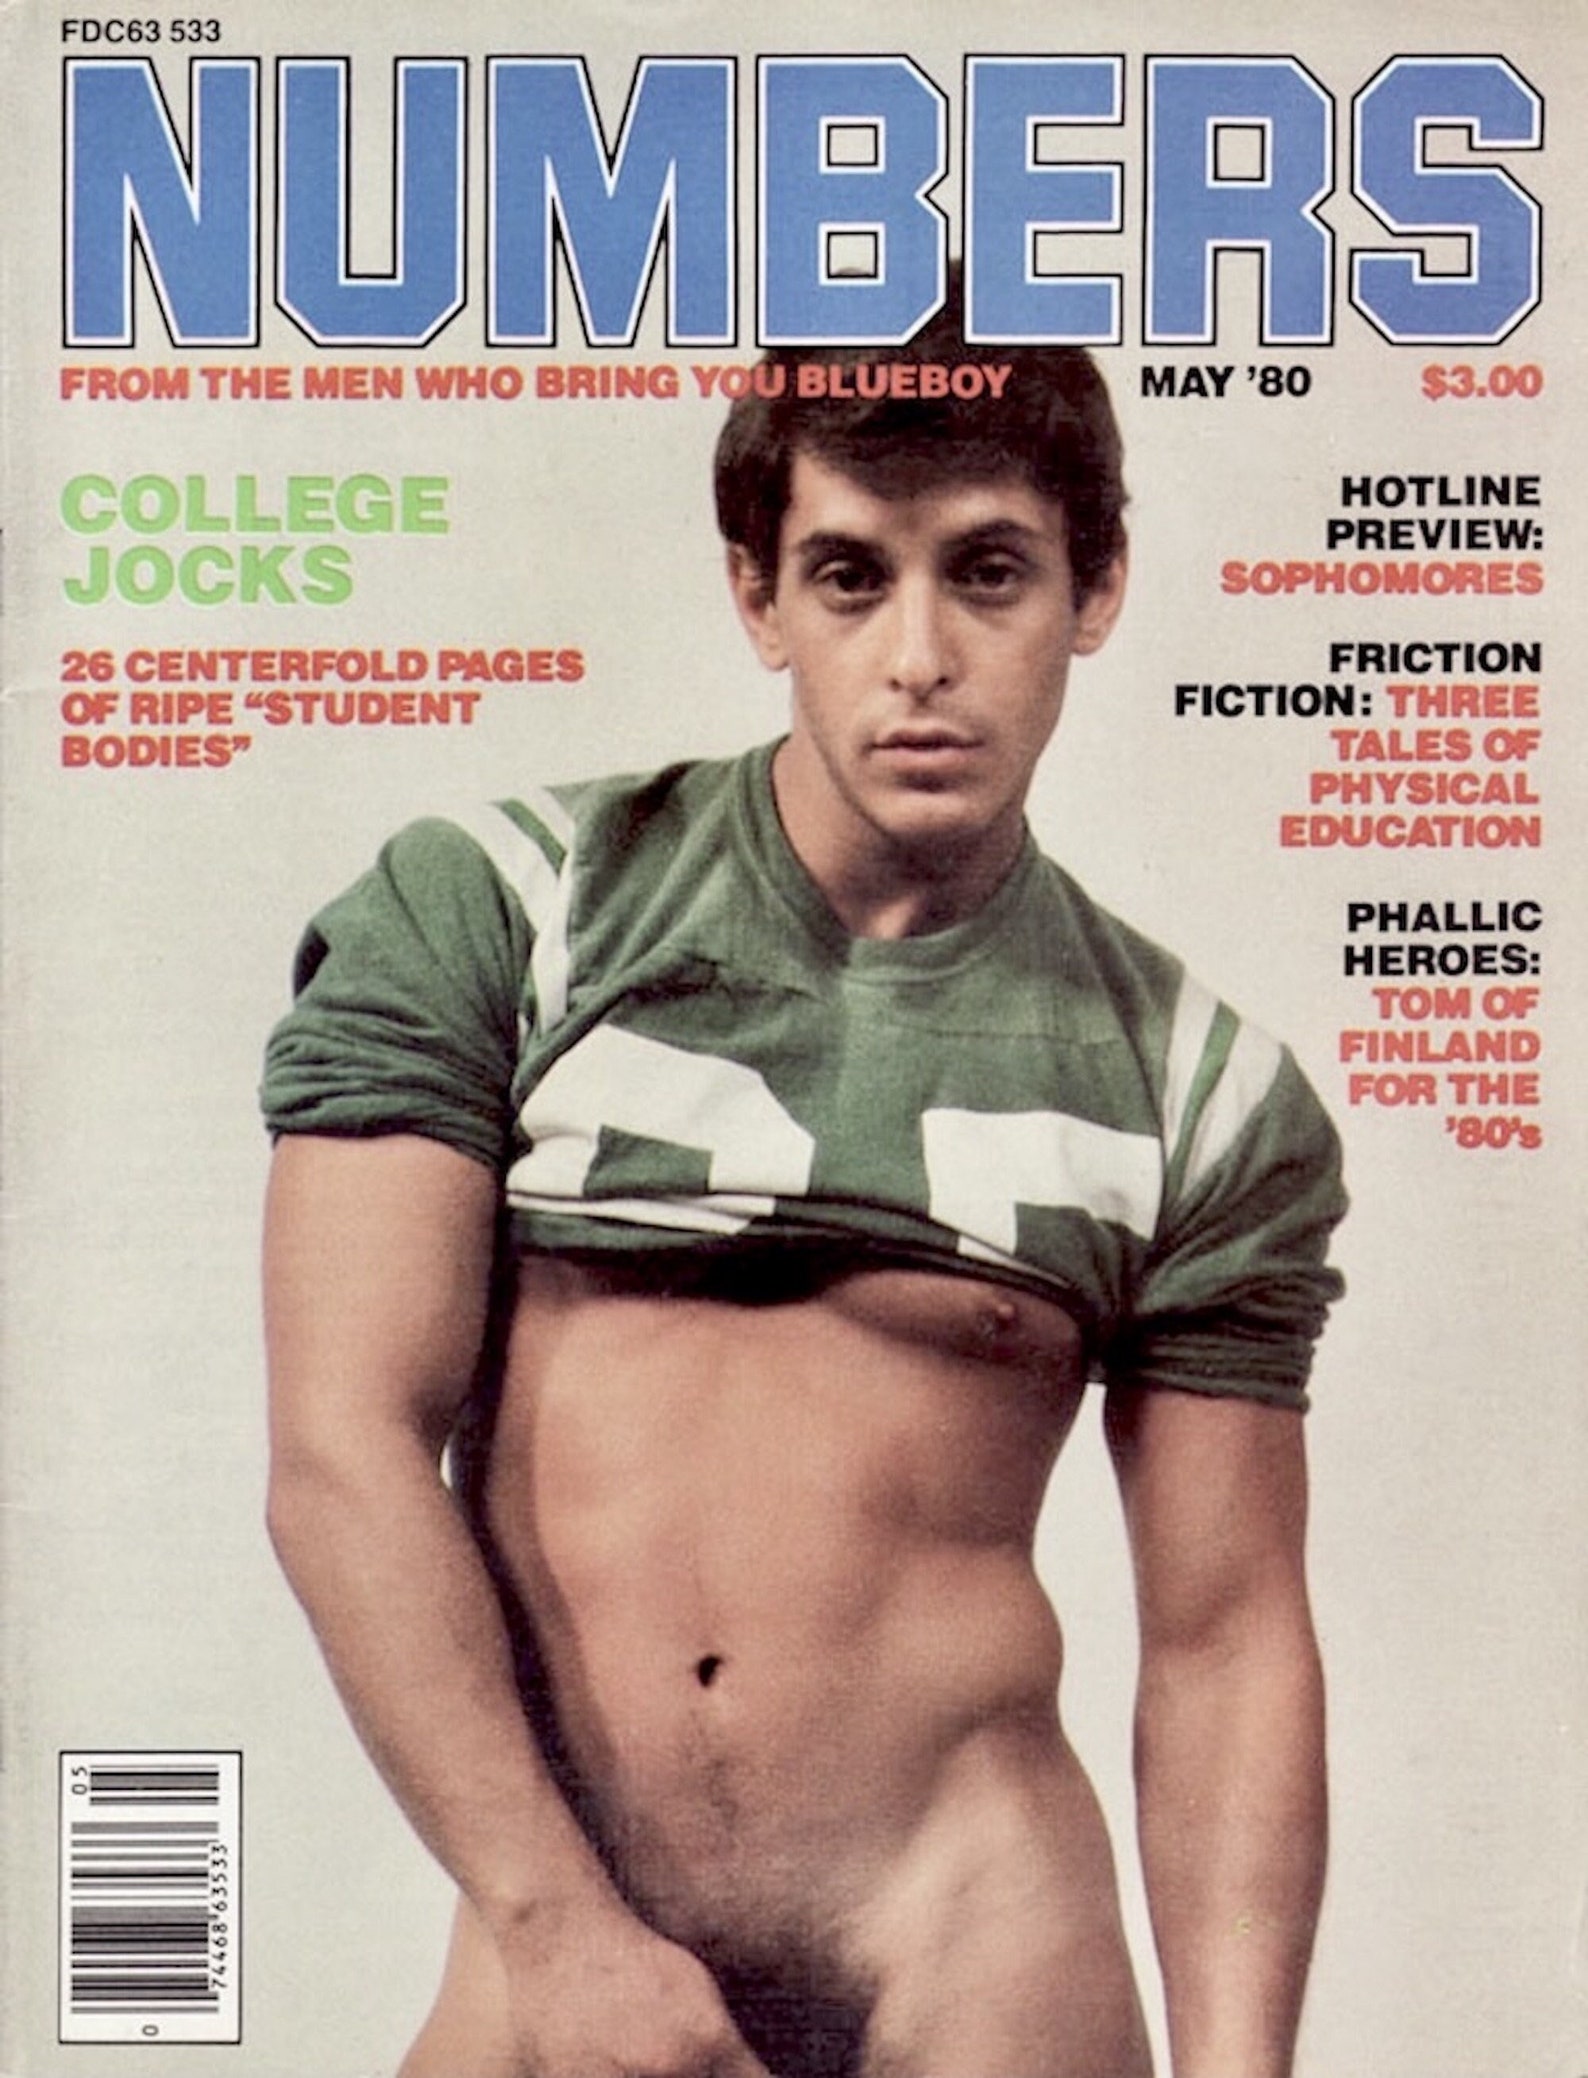 FDC63 533
NUMBERS
FROM THE MEN WHO BRING YOU BLUEBOY MAY '80 $3.00
COLLEGE
JOCKS
26 CENTERFOLD PAGES
OF RIPE “STUDENT
BODIES”
HOTLINE
PREVIEW:
SOPHOMORES
FRICTION
FICTION: THREE
TALES OF
PHYSICAL
EDUCATION
PHALLIC
HEROES:
TOM OF
FINLAND
FOR THE
'80's
05
0 74468 63533